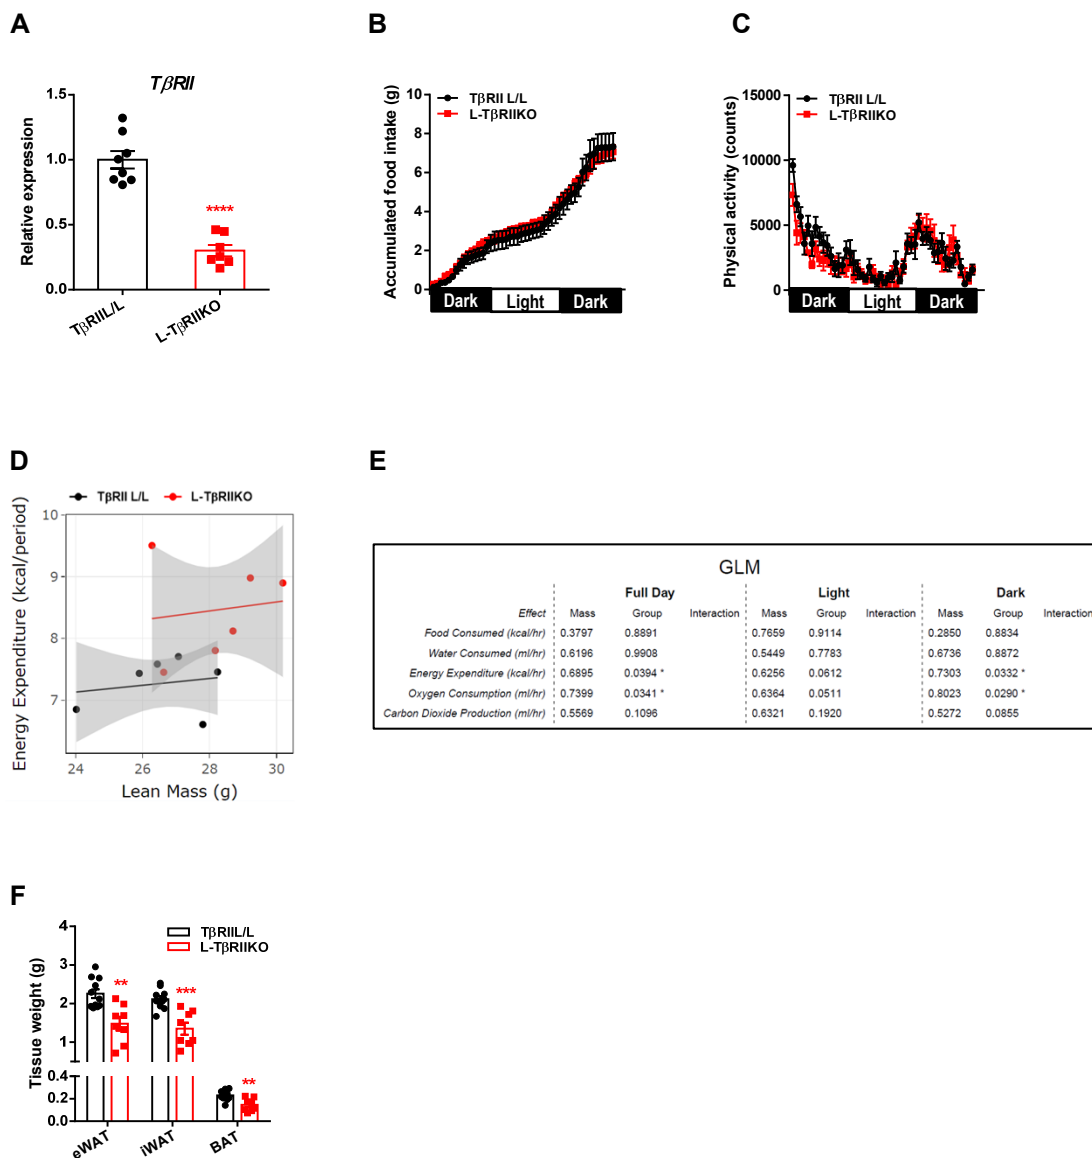 A
TβRII
Relative expression
1.5
1.0
0.5
0.0
****
TβRIIL/L
L-TβRIIKO
B
Accumulated food intake (g)
10
8
6
4
2
0
TβRII L/L
L-TβRIIKO
Dark
Light
Dark
C
Physical activity (counts)
15000
10000
5000
0
TβRII L/L
L-TβRIIKO
Dark
Light
Dark
D
TβRII L/L
L-TβRIIKO
Energy Expenditure (kcal/period)
10
9
8
7
24
26
28
30
Lean Mass (g)
E
GLM
Full Day Light Dark
Effect Mass Group Interaction Mass Group Interaction Mass Group Interaction
Food Consumed (kcal/hr) 0.3797 0.8891 0.7659 0.9114 0.2850 0.8834
Water Consumed (ml/hr) 0.6196 0.9908 0.5449 0.7783 0.6736 0.8872
Energy Expenditure (kcal/hr) 0.6895 0.0394 * 0.6256 0.0612 0.7303 0.0332 *
Oxygen Consumption (ml/hr) 0.7399 0.0341 * 0.6364 0.0511 0.8023 0.0290 *
Carbon Dioxide Production (ml/hr) 0.5569 0.1096 0.6321 0.1920 0.5272 0.0855
F
Tissue weight (g)
4
3
2
1
0.4
0.2
0.0
TβRIIL/L
L-TβRIIKO
**
***
**
eWAT
iWAT
BAT